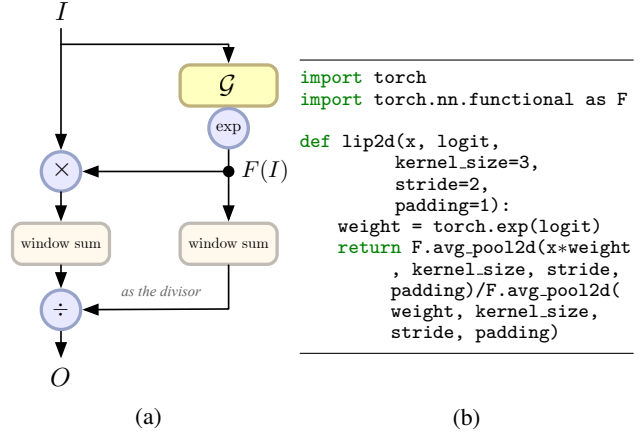 I
𝒢
exp
×
F(I)
window sum
window sum
as the divisor
÷
O
(a)
import torch
import torch.nn.functional as F
def lip2d(x, logit,
kernel_size=3,
stride=2,
padding=1):
weight = torch.exp(logit)
return F.avg_pool2d(x*weight
, kernel_size, stride,
padding)/F.avg_pool2d(
weight, kernel_size,
stride, padding)
(b)